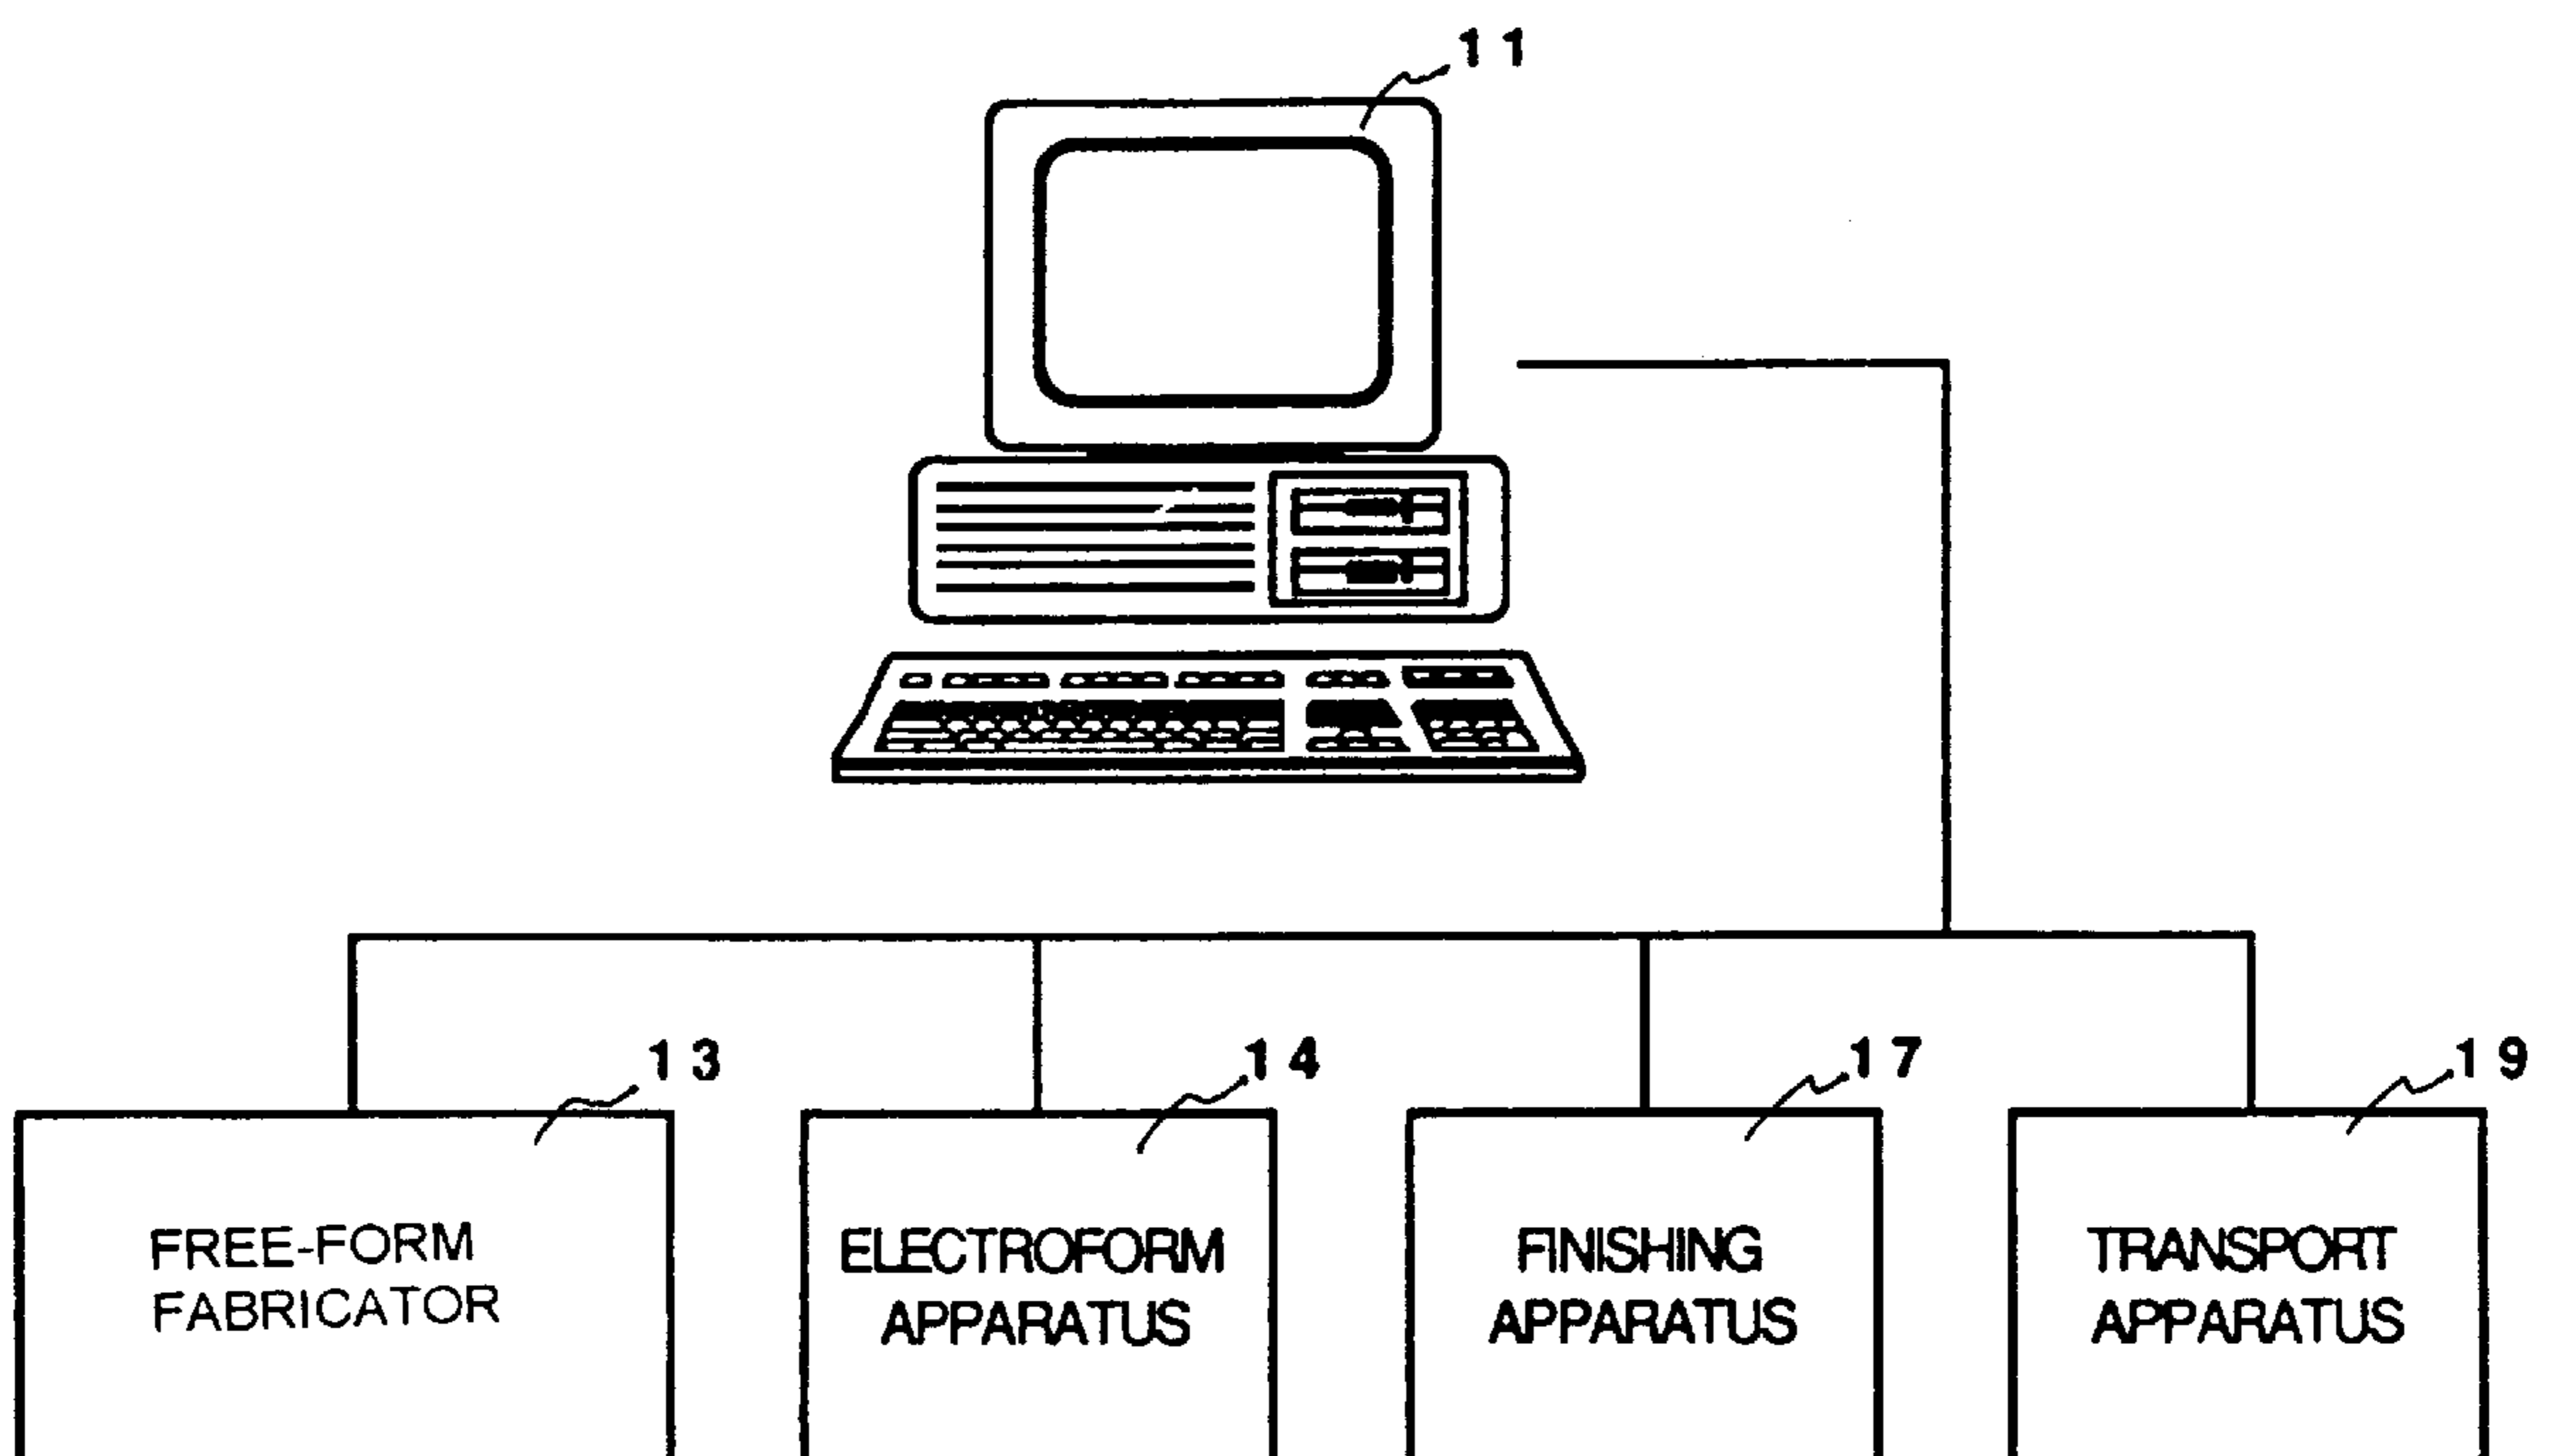 11
13
14
17
19
FREE-FORM
FABRICATOR
ELECTROFORM
APPARATUS
FINISHING
APPARATUS
TRANSPORT
APPARATUS